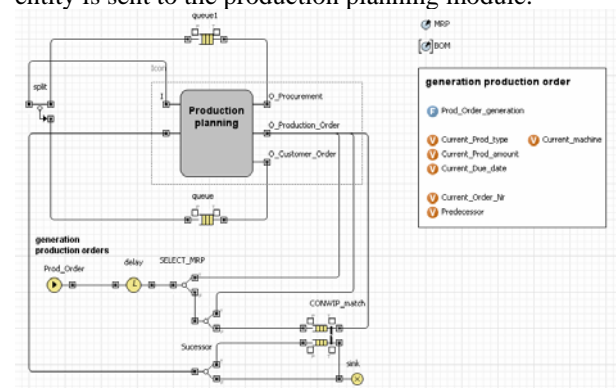 entity is sent to the production planning module.
queue1
MRP
BOM
split
Icon
I
Production
planning
O_Procurement
O_Production_Order
O_Customer_Order
generation production order
Prod_Order_generation
Current_Prod_type
Current_machine
Current_Prod_amount
Current_Due_date
Current_Order_Nr
Predecessor
queue
generation
production orders
Prod_Order
delay
SELECT_MRP
CONWIP_match
Sucessor
sink